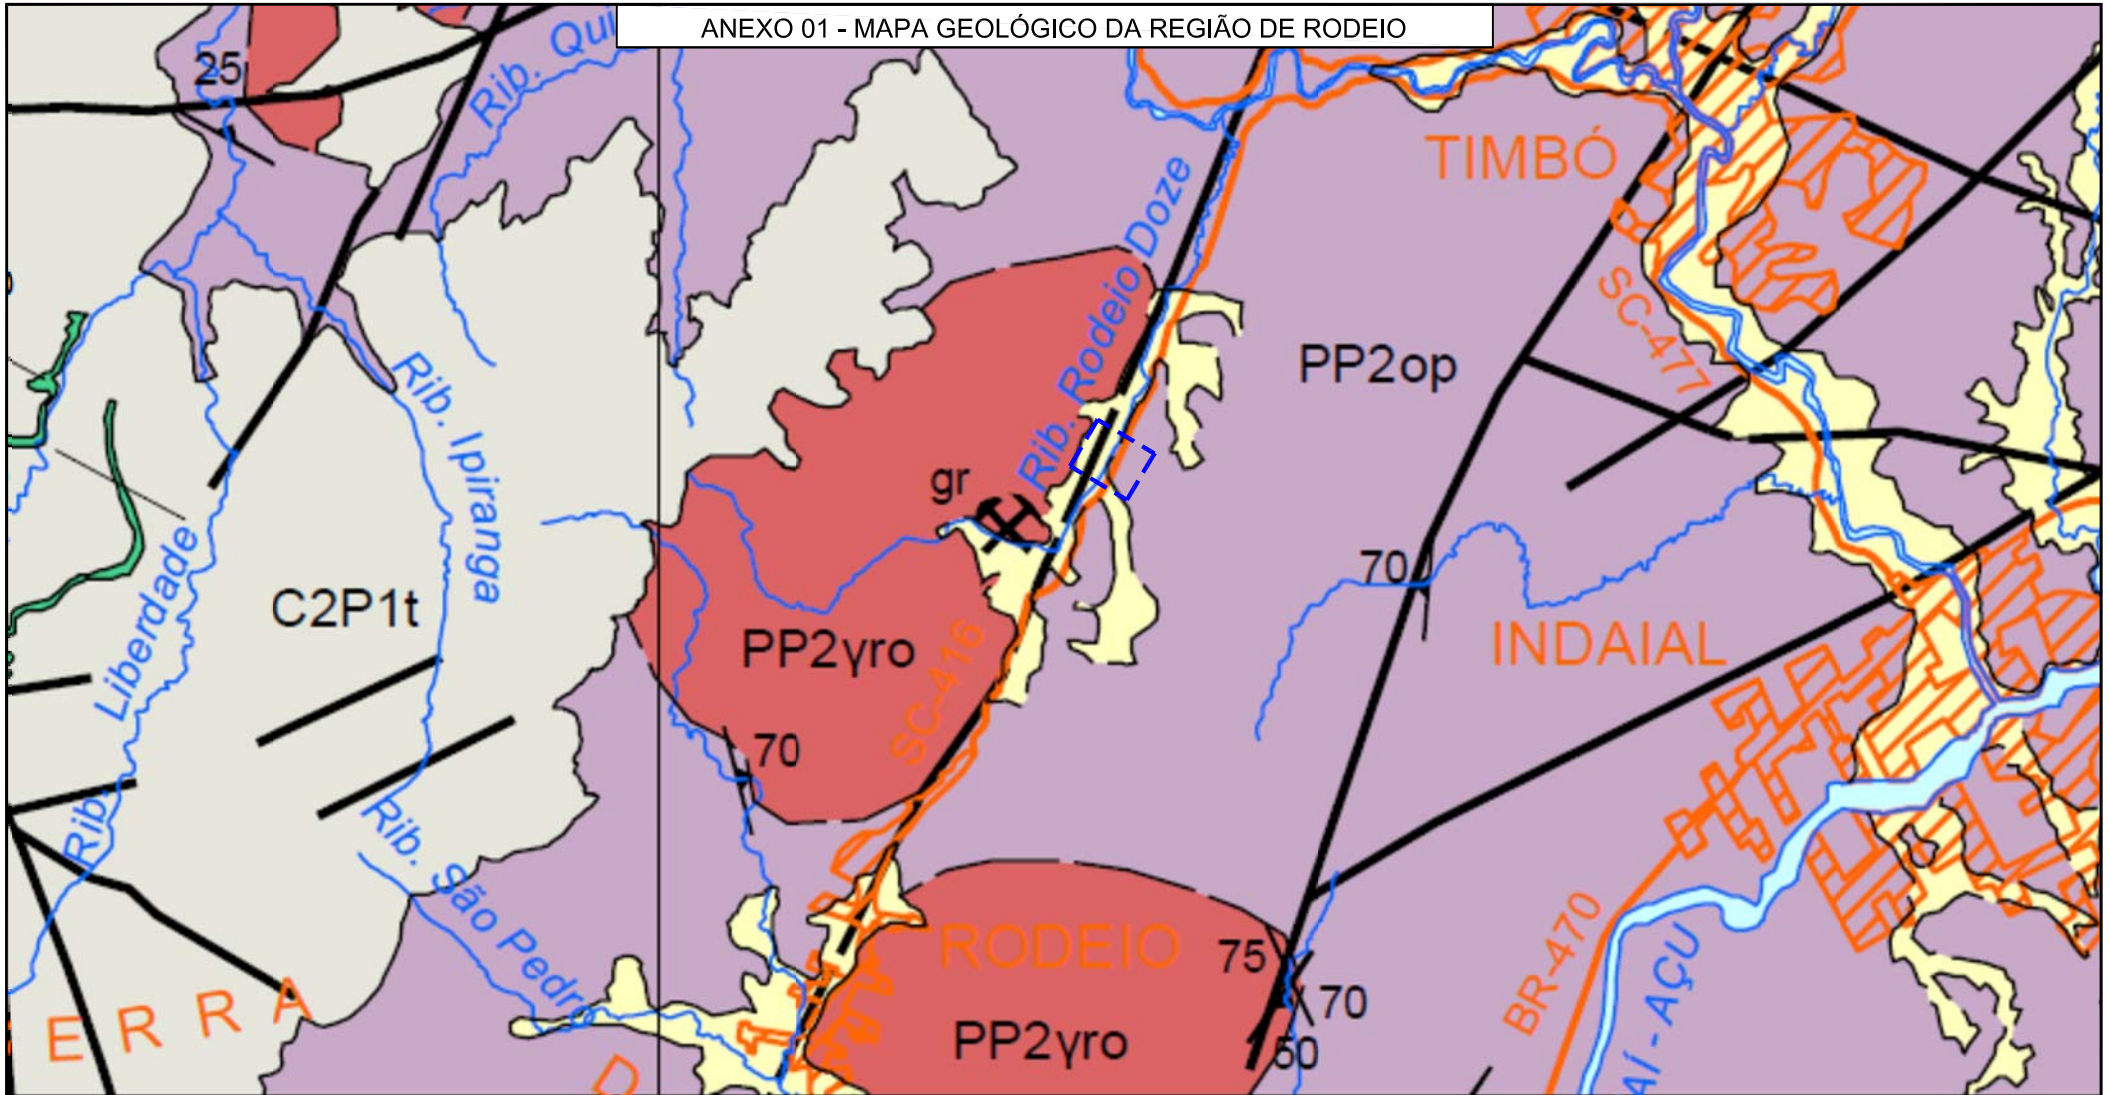 ANEXO 01 - MAPA GEOLÓGICO DA REGIÃO DE RODEIO
25
Rib. Qui
TIMBÓ
Rib. Rodeio Doze
SC-477
PP2op
Rib. Ipiranga
gr
70
Rib. Liberdade
C2P1t
PP2γro
INDAIAL
SC-416
70
Rib. São Pedro
RODEIO
75
70
BR-470
AÍ - AÇU
ERRA
PP2γro
50
D